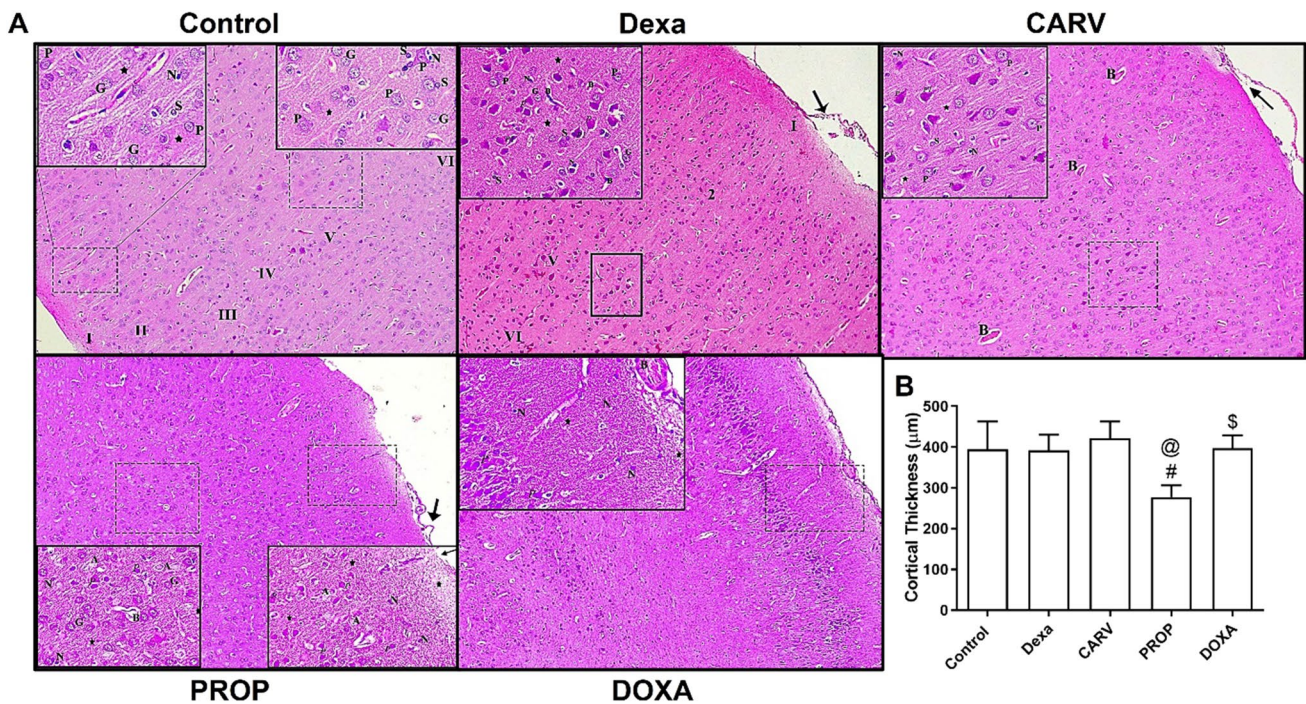 A
Control
Dexa
CARV
P
G
N
G
S
P
G
G
S
N
P
P
S
P
G
VI
V
IV
III
II
I
P
N
P
G
B
S
N
S
B
I
2
V
VI
N
P
N
P
N
P
N
B
B
B
A
P
A
N
G
B
G
N
A
N
A
N
B
N
N
N
P
PROP
DOXA
B
Cortical Thickness (μm)
500
400
300
200
100
0
@
#
$
Control
Dexa
CARV
PROP
DOXA